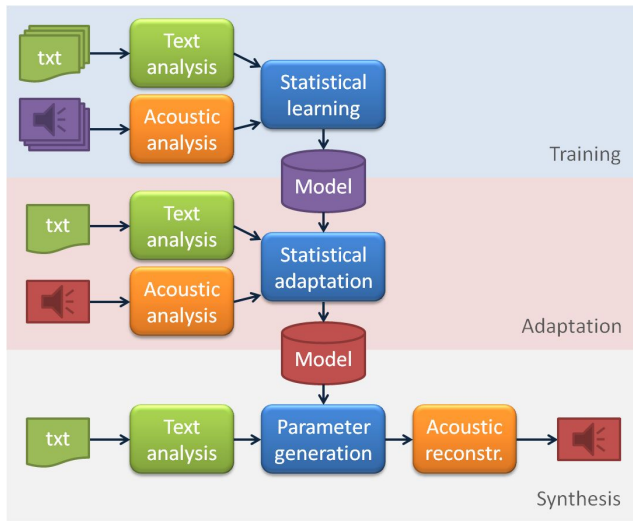 txt
Text
analysis
Statistical
learning
Acoustic
analysis
Training
Model
txt
Text
analysis
Statistical
adaptation
Acoustic
analysis
Adaptation
Model
txt
Text
analysis
Parameter
generation
Acoustic
reconstr.
Synthesis